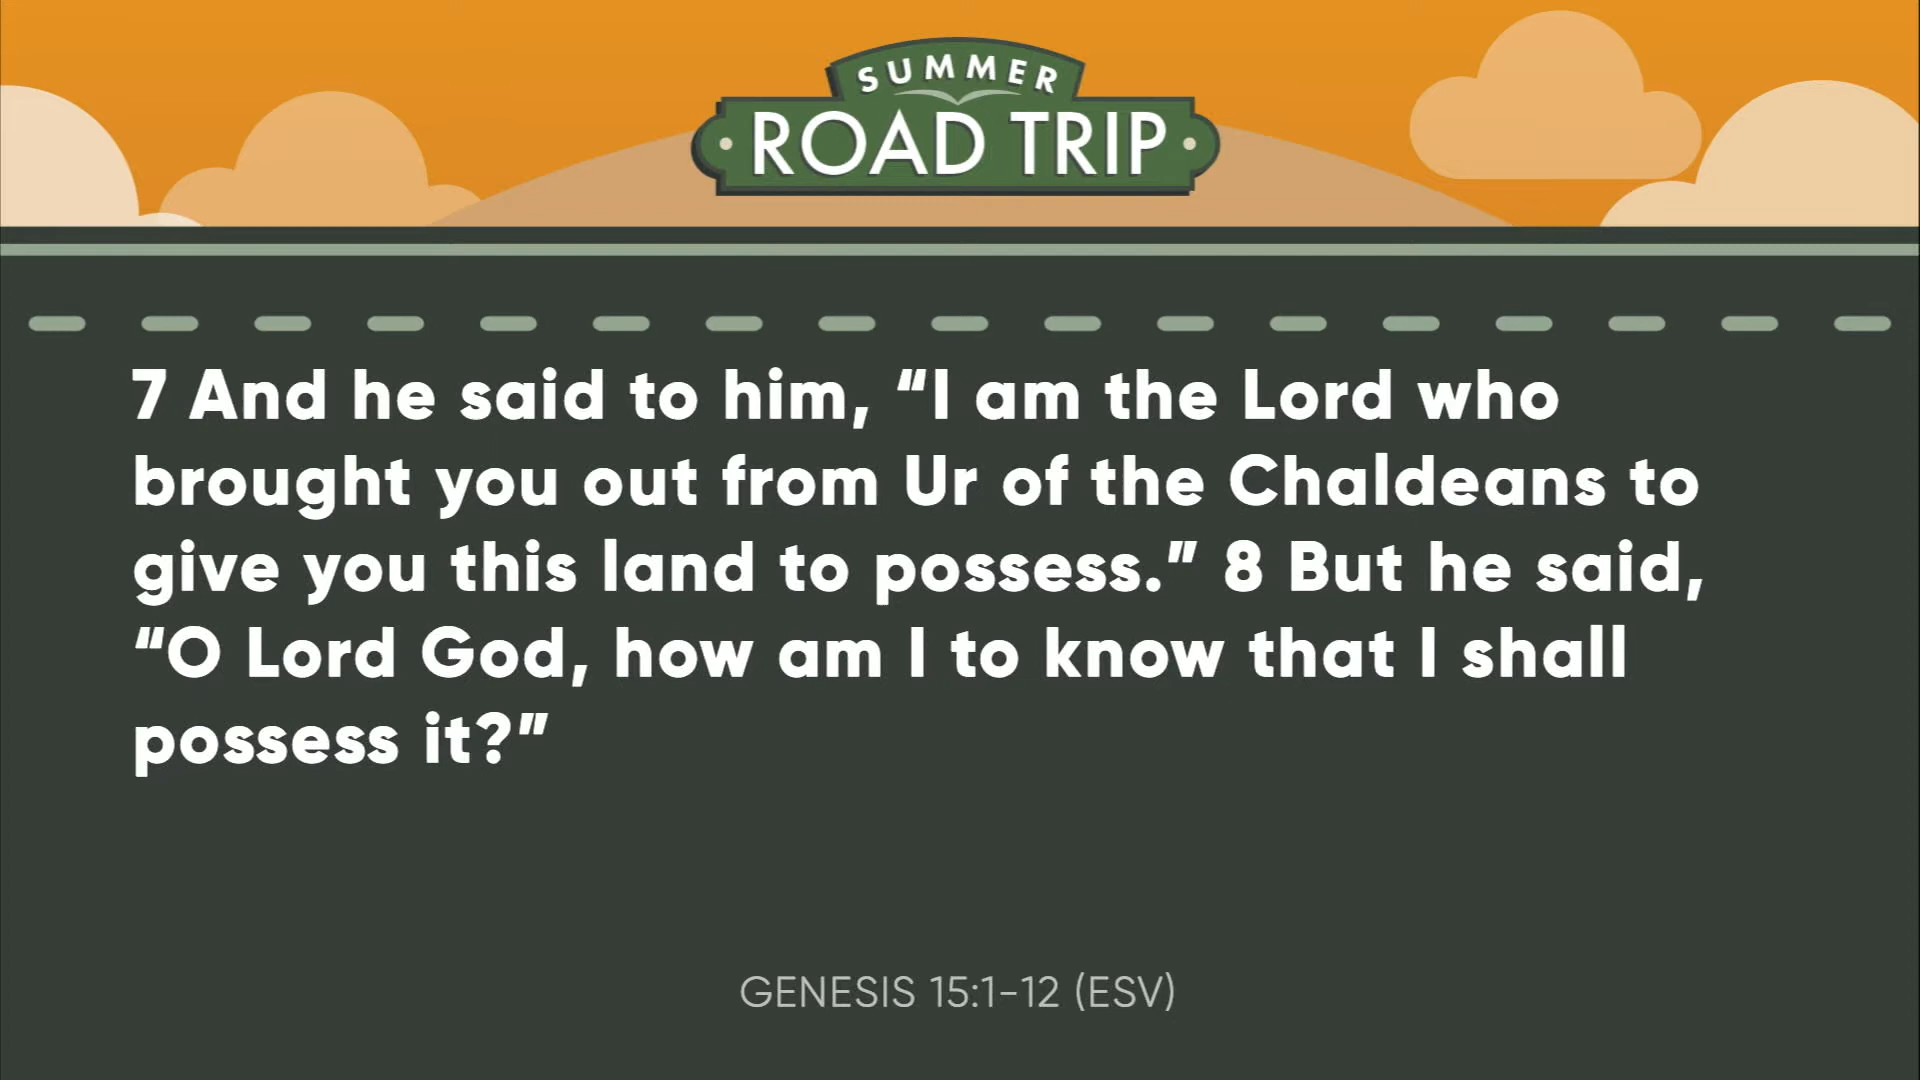 SUMMER
ROAD TRIP
7 And he said to him, “I am the Lord who
brought you out from Ur of the Chaldeans to
give you this land to possess.” 8 But he said,
“O Lord God, how am I to know that I shall
possess it?”
GENESIS 15:1-12 (ESV)